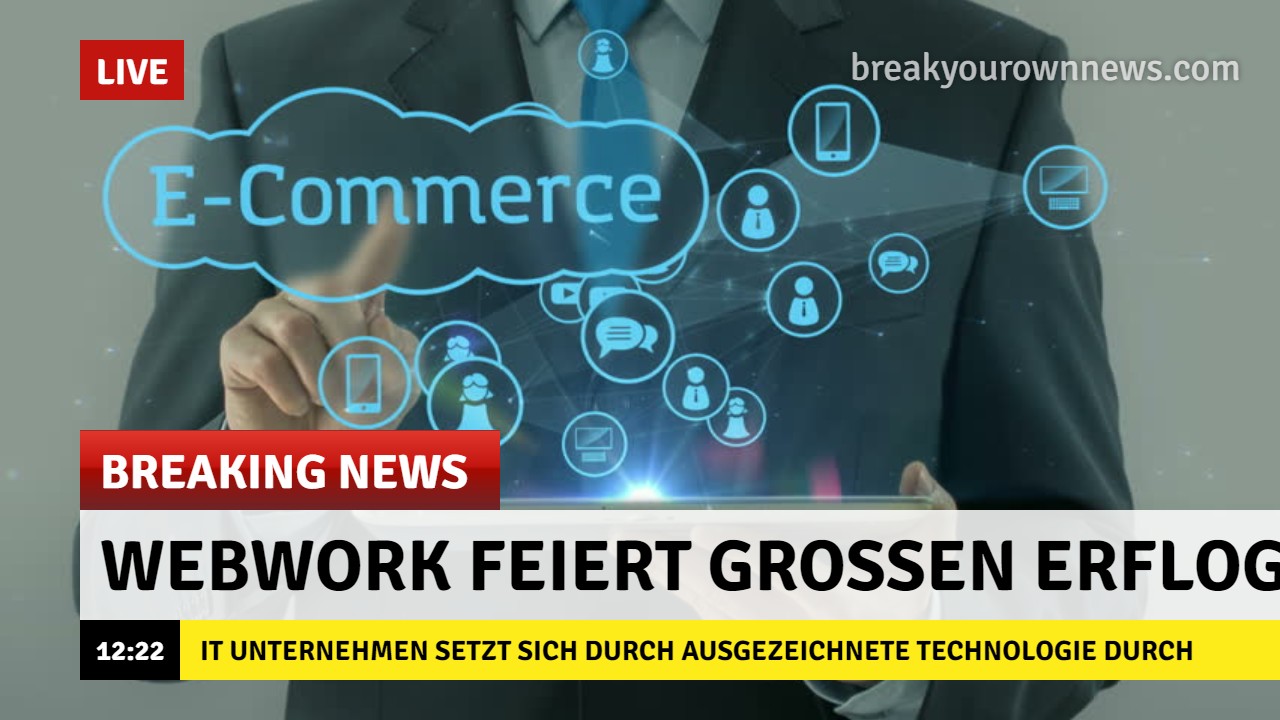 LIVE
breakyourownnews.com
E-Commerce
BREAKING NEWS
WEBWORK FEIERT GROSSEN ERFLOG
12:22 IT UNTERNEHMEN SETZT SICH DURCH AUSGEZEICHNETE TECHNOLOGIE DURCH